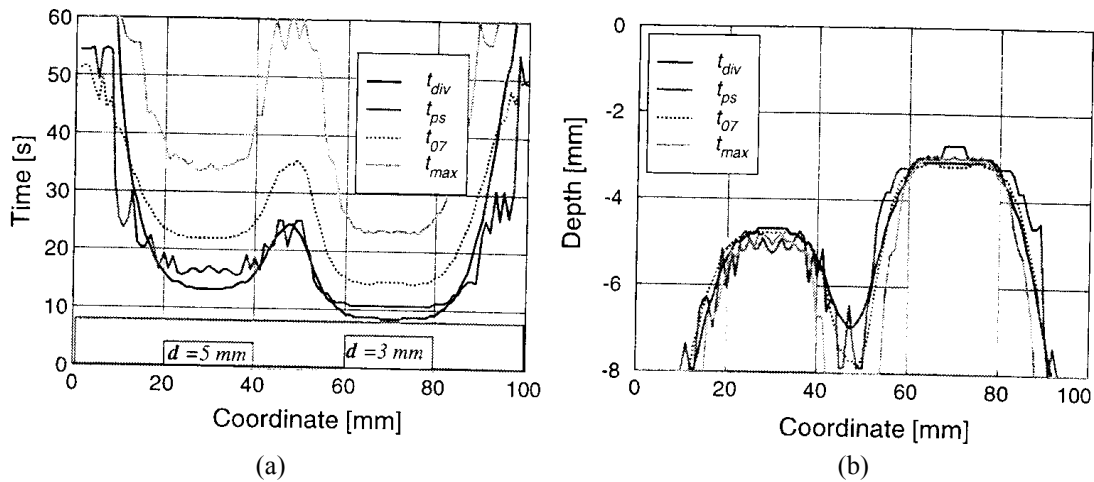 60
50
40
30
20
10
0
Time [s]
t_div
t_ps
t_07
t_max
d = 5 mm
d = 3 mm
0 20 40 60 80 100
Coordinate [mm]
(a)
0
-2
-4
-6
-8
Depth [mm]
t_div
t_ps
t_07
t_max
0 20 40 60 80 100
Coordinate [mm]
(b)